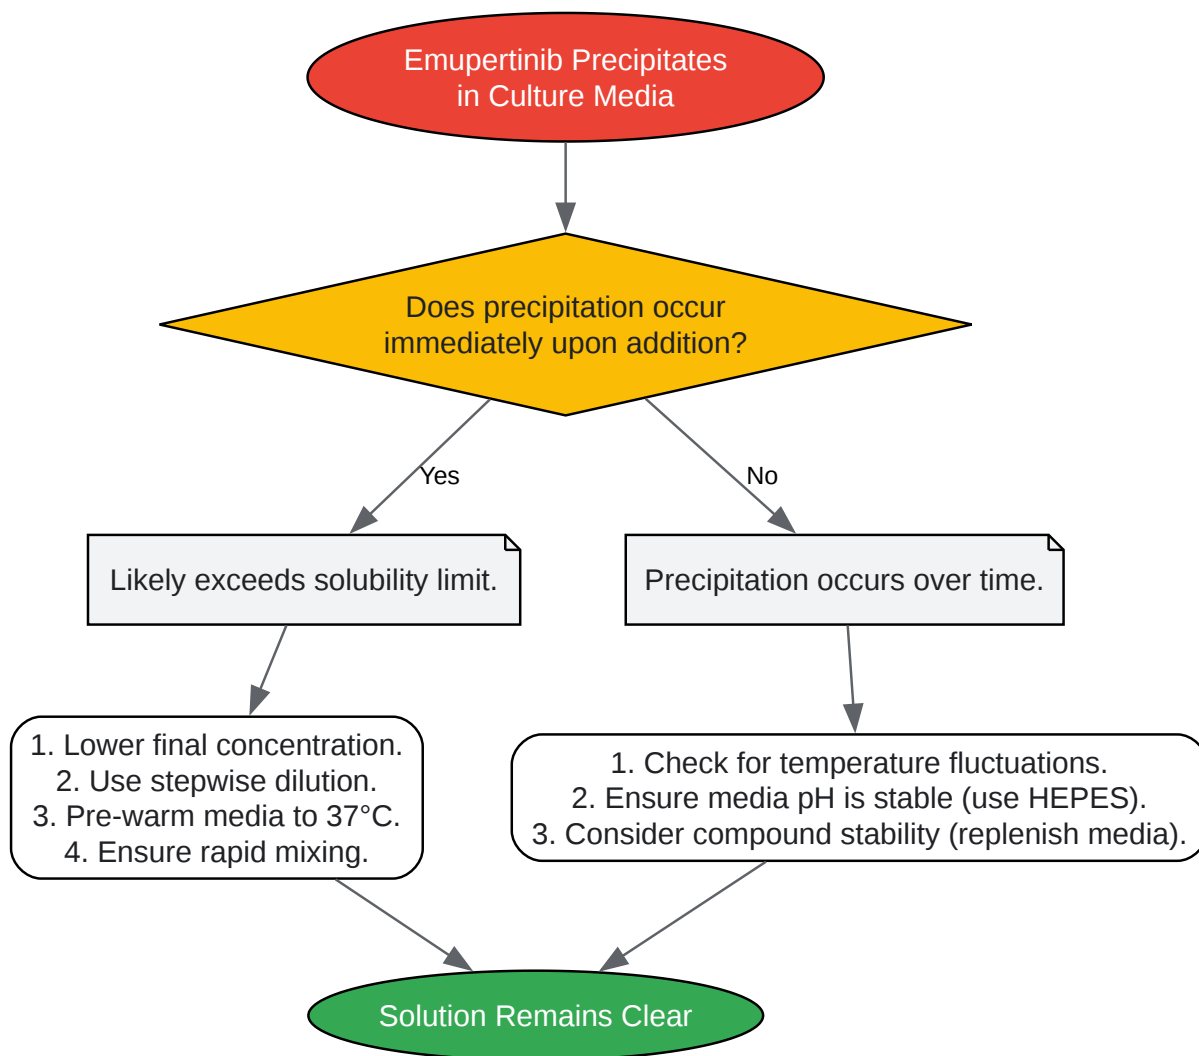 Emupertinib Precipitates
in Culture Media
Does precipitation occur
immediately upon addition?
Yes
No
Likely exceeds solubility limit.
Precipitation occurs over time.
1. Lower final concentration.
2. Use stepwise dilution.
3. Pre-warm media to 37°C.
4. Ensure rapid mixing.
1. Check for temperature fluctuations.
2. Ensure media pH is stable (use HEPES).
3. Consider compound stability (replenish media).
Solution Remains Clear